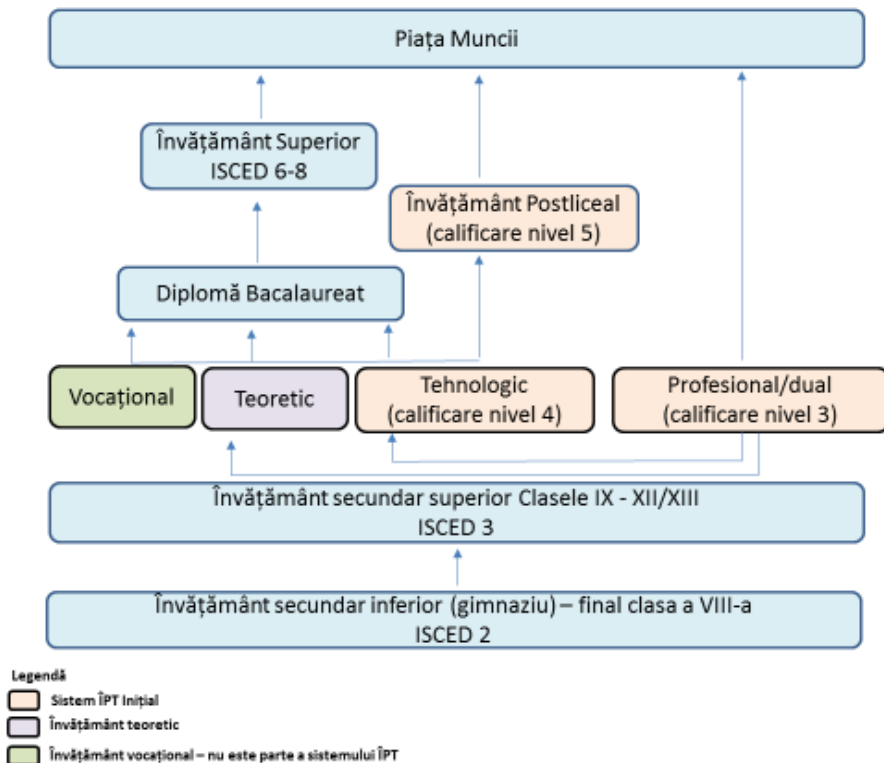 Piața Muncii
Învățământ Superior
ISCED 6-8
Învățământ Postliceal
(calificare nivel 5)
Diplomă Bacalaureat
Vocațional
Teoretic
Tehnologic
(calificare nivel 4)
Profesional/dual
(calificare nivel 3)
Învățământ secundar superior Clasele IX - XII/XIII
ISCED 3
Învățământ secundar inferior (gimnaziu) – final clasa a VIII-a
ISCED 2
Legendă
Sistem ÎPT Inițial
Învățământ teoretic
Învățământ vocațional – nu este parte a sistemului ÎPT